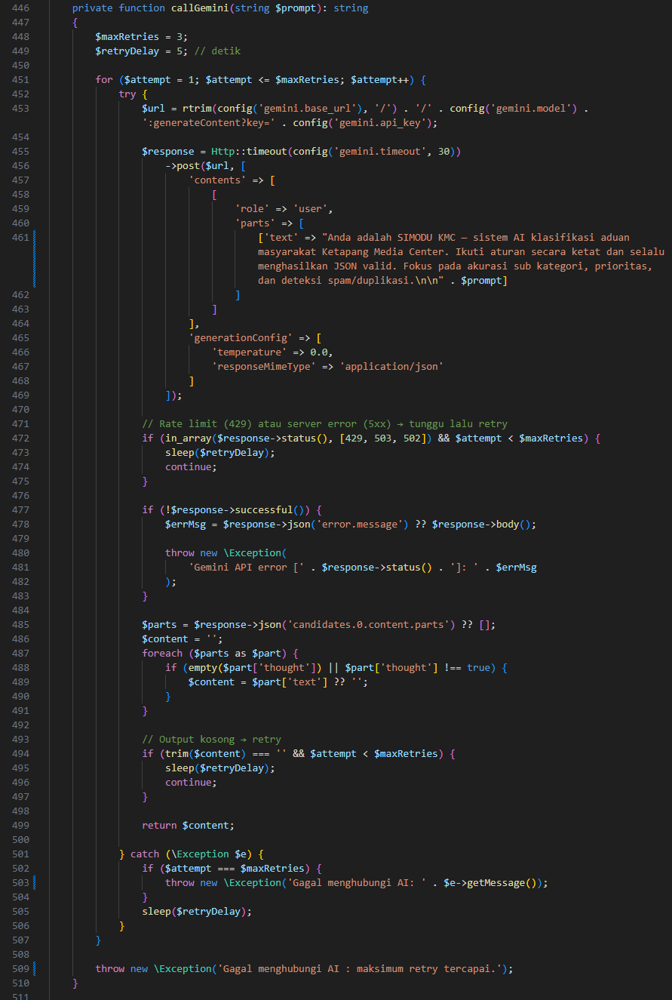 446 private function callGemini(string $prompt): string
447 {
448 $maxRetries = 3;
449 $retryDelay = 5; // detik
450
451 for ($attempt = 1; $attempt <= $maxRetries; $attempt++) {
452 try {
453 $url = rtrim(config('gemini.base_url'), '/') . '/' . config('gemini.model') .
':generateContent?key=' . config('gemini.api_key');
454
455 $response = Http::timeout(config('gemini.timeout', 30))
456 ->post($url, [
457 'contents' => [
458 [
459 'role' => 'user',
460 'parts' => [
461 ['text' => "Anda adalah SIMODU KMC — sistem AI klasifikasi aduan
masyarakat Ketapang Media Center. Ikuti aturan secara ketat dan selalu
menghasilkan JSON valid. Fokus pada akurasi sub kategori, prioritas,
dan deteksi spam/duplikasi.\n\n" . $prompt]
462 ]
463 ]
464 ],
465 'generationConfig' => [
466 'temperature' => 0.0,
467 'responseMimeType' => 'application/json'
468 ]
469 ]);
470
471 // Rate limit (429) atau server error (5xx) → tunggu lalu retry
472 if (in_array($response->status(), [429, 503, 502]) && $attempt < $maxRetries) {
473 sleep($retryDelay);
474 continue;
475 }
476
477 if (!$response->successful()) {
478 $errMsg = $response->json('error.message') ?? $response->body();
479
480 throw new \Exception(
481 'Gemini API error [' . $response->status() . ']: ' . $errMsg
482 );
483 }
484
485 $parts = $response->json('candidates.0.content.parts') ?? [];
486 $content = '';
487 foreach ($parts as $part) {
488 if (empty($part['thought']) || $part['thought'] !== true) {
489 $content = $part['text'] ?? '';
490 }
491 }
492
493 // Output kosong → retry
494 if (trim($content) === '' && $attempt < $maxRetries) {
495 sleep($retryDelay);
496 continue;
497 }
498
499 return $content;
500
501 } catch (\Exception $e) {
502 if ($attempt === $maxRetries) {
503 throw new \Exception('Gagal menghubungi AI: ' . $e->getMessage());
504 }
505 sleep($retryDelay);
506 }
507 }
508
509 throw new \Exception('Gagal menghubungi AI : maksimum retry tercapai.');
510 }
511